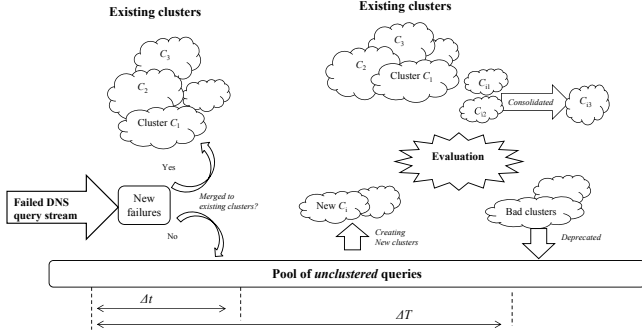 Existing clusters
Existing clusters
C3
C2
Cluster C1
C3
C2
Cluster C1
Ci1
Ci2
Consolidated
Ci3
Yes
Evaluation
Failed DNS
query stream
New
failures
Merged to
existing clusters?
No
New Ci
Creating
New clusters
Bad clusters
Deprecated
Pool of unclustered queries
Δt
ΔT